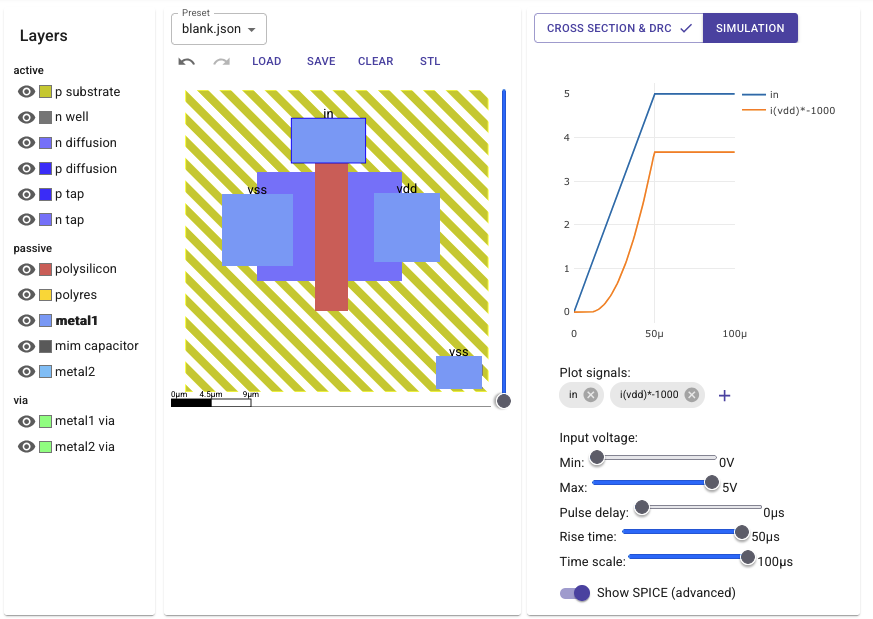 Layers
active
p substrate
n well
n diffusion
p diffusion
p tap
n tap
passive
polysilicon
polyres
metal1
mim capacitor
metal2
via
metal1 via
metal2 via
Preset
blank.json
LOAD SAVE CLEAR STL
in
vss vdd
vss
0μm 4.5μm 9μm
CROSS SECTION & DRC SIMULATION
5
4
3
2
1
0
0 50μ 100μ
in
i(vdd)*-1000
Plot signals:
in i(vdd)*-1000
Input voltage:
Min: 0V
Max: 5V
Pulse delay: 0μs
Rise time: 50μs
Time scale: 100μs
Show SPICE (advanced)